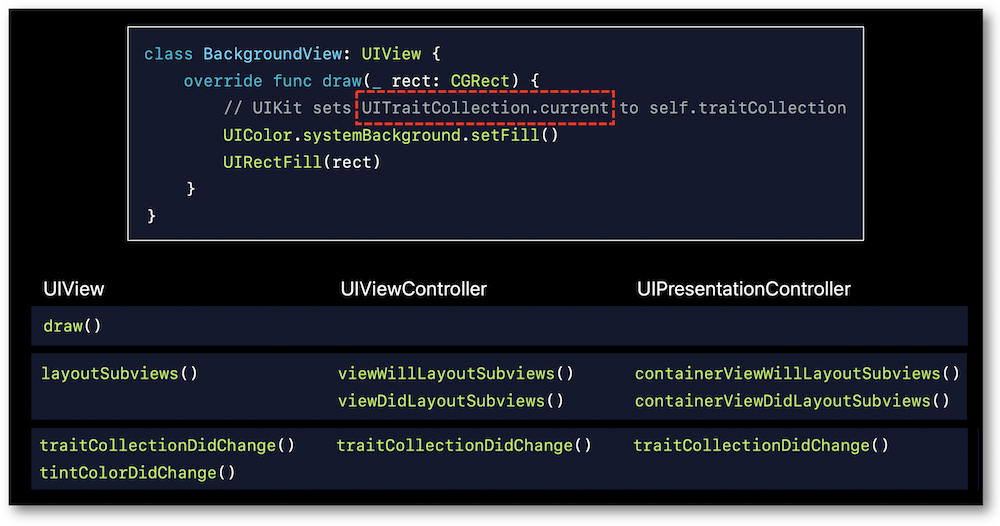 class BackgroundView: UIView {
override func draw(_ rect: CGRect) {
// UIKit sets UITraitCollection.current to self.traitCollection
UIColor.systemBackground.setFill()
UIRectFill(rect)
}
}
UIView UIViewController UIPresentationController
draw()
layoutSubviews() viewWillLayoutSubviews() containerViewWillLayoutSubviews()
viewDidLayoutSubviews() containerViewDidLayoutSubviews()
traitCollectionDidChange() traitCollectionDidChange() traitCollectionDidChange()
tintColorDidChange()